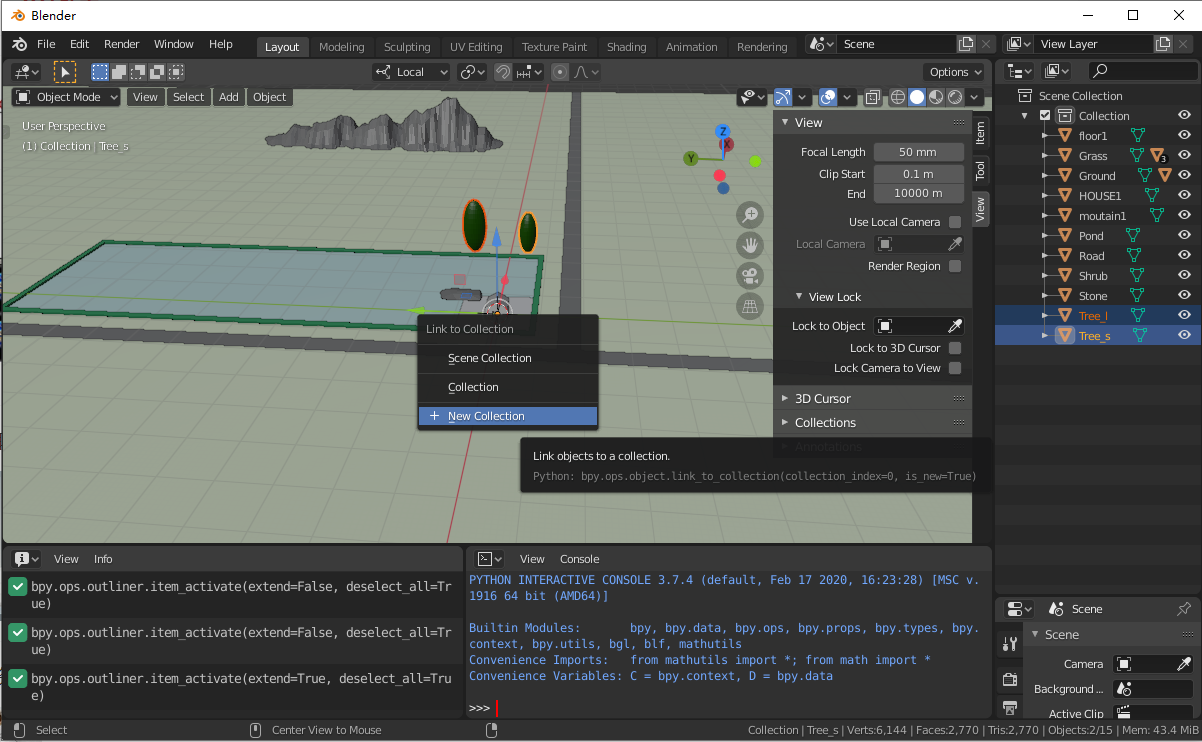 Blender
File Edit Render Window Help Layout Modeling Sculpting UV Editing Texture Paint Shading Animation Rendering Scene View Layer
Local Options
Object Mode View Select Add Object
User Perspective
(1) Collection | Tree_s
Z
X
Y
View
Focal Length 50 mm
Clip Start 0.1 m
End 10000 m
Use Local Camera
Local Camera
Render Region
View Lock
Lock to Object
Lock to 3D Cursor
Lock Camera to View
3D Cursor
Collections
Annotations
Item
Tool
View
Link to Collection
Scene Collection
Collection
New Collection
Link objects to a collection.
Python: bpy.ops.object.link_to_collection(collection_index=0, is_new=True)
Scene Collection
Collection
floor1
Grass 3
Ground
HOUSE1
moutain1
Pond
Road
Shrub
Stone
Tree_l
Tree_s
View Info
bpy.ops.outliner.item_activate(extend=False, deselect_all=Tr
ue)
bpy.ops.outliner.item_activate(extend=False, deselect_all=Tr
ue)
bpy.ops.outliner.item_activate(extend=True, deselect_all=Tru
e)
View Console
PYTHON INTERACTIVE CONSOLE 3.7.4 (default, Feb 17 2020, 16:23:28) [MSC v.
1916 64 bit (AMD64)]
Builtin Modules: bpy, bpy.data, bpy.ops, bpy.props, bpy.types, bpy.
context, bpy.utils, bgl, blf, mathutils
Convenience Imports: from mathutils import *; from math import *
Convenience Variables: C = bpy.context, D = bpy.data
>>>
Scene
Scene
Camera
Background ...
Active Clip
Select Center View to Mouse Collection | Tree_s | Verts:6,144 | Faces:2,770 | Tris:2,770 | Objects:2/15 | Mem: 43.4 MiB